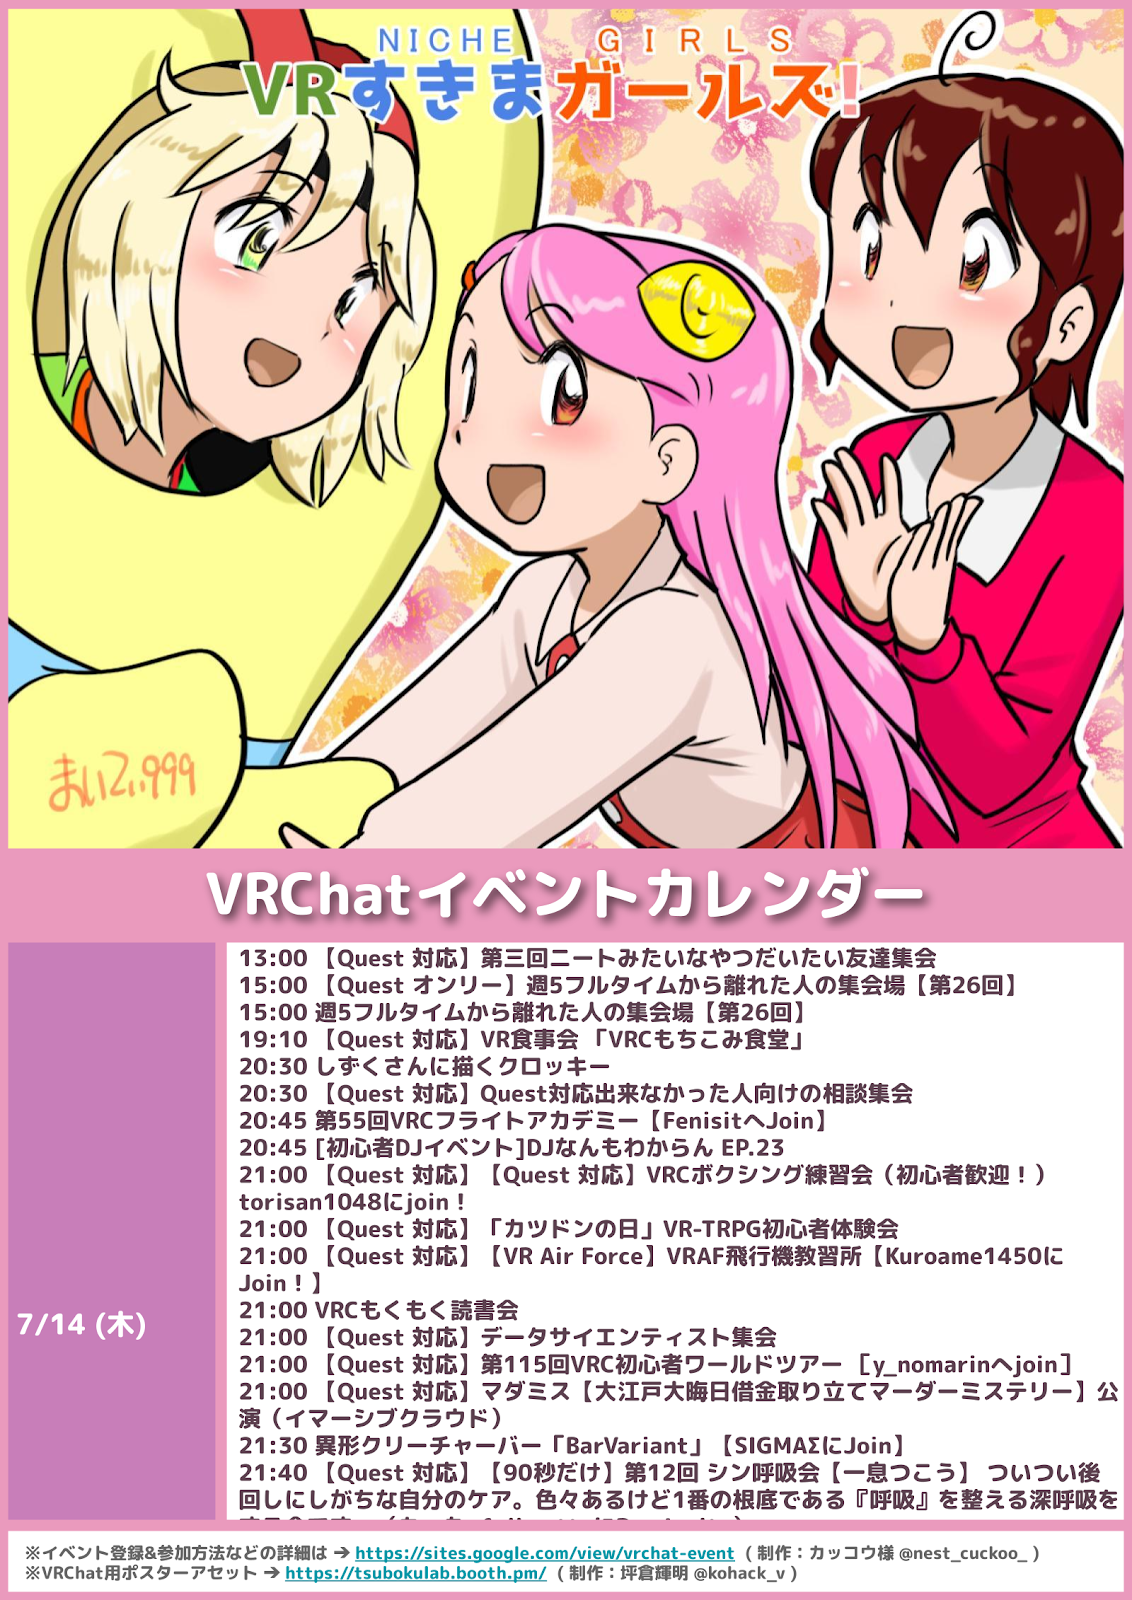 NICHE GIRLS
VRすきまガールズ!
まいてい999
VRChatイベントカレンダー
7/14 (木)
13:00 【Quest 対応】第三回ニートみたいなやつだいたい友達集会
15:00 【Quest オンリー】週5フルタイムから離れた人の集会場【第26回】
15:00 週5フルタイムから離れた人の集会場【第26回】
19:10 【Quest 対応】VR食事会 「VRCもちこみ食堂」
20:30 しずくさんに描くクロッキー
20:30 【Quest 対応】Quest対応出来なかった人向けの相談集会
20:45 第55回VRCフライトアカデミー【FenisitへJoin】
20:45 [初心者DJイベント]DJなんもわからん EP.23
21:00 【Quest 対応】【Quest 対応】VRCボクシング練習会（初心者歓迎！）
torisan1048にjoin！
21:00 【Quest 対応】「カツドンの日」VR-TRPG初心者体験会
21:00 【Quest 対応】【VR Air Force】VRAF飛行機教習所【Kuroame1450に
Join！】
21:00 VRCもくもく読書会
21:00 【Quest 対応】データサイエンティスト集会
21:00 【Quest 対応】第115回VRC初心者ワールドツアー ［y_nomarinへjoin］
21:00 【Quest 対応】マダミス【大江戸大晦日借金取り立てマーダーミステリー】公
演（イマーシブクラウド）
21:30 異形クリーチャーバー「BarVariant」【SIGMAΣにJoin】
21:40 【Quest 対応】【90秒だけ】第12回 シン呼吸会【一息つこう】 ついつい後
回しにしがちな自分のケア。色々あるけど1番の根底である『呼吸』を整える深呼吸を
※イベント登録&参加方法などの詳細は ➔ https://sites.google.com/view/vrchat-event ( 制作：カッコウ様 @nest_cuckoo_ )
※VRChat用ポスターアセット ➔ https://tsubokulab.booth.pm/ ( 制作：坪倉輝明 @kohack_v )